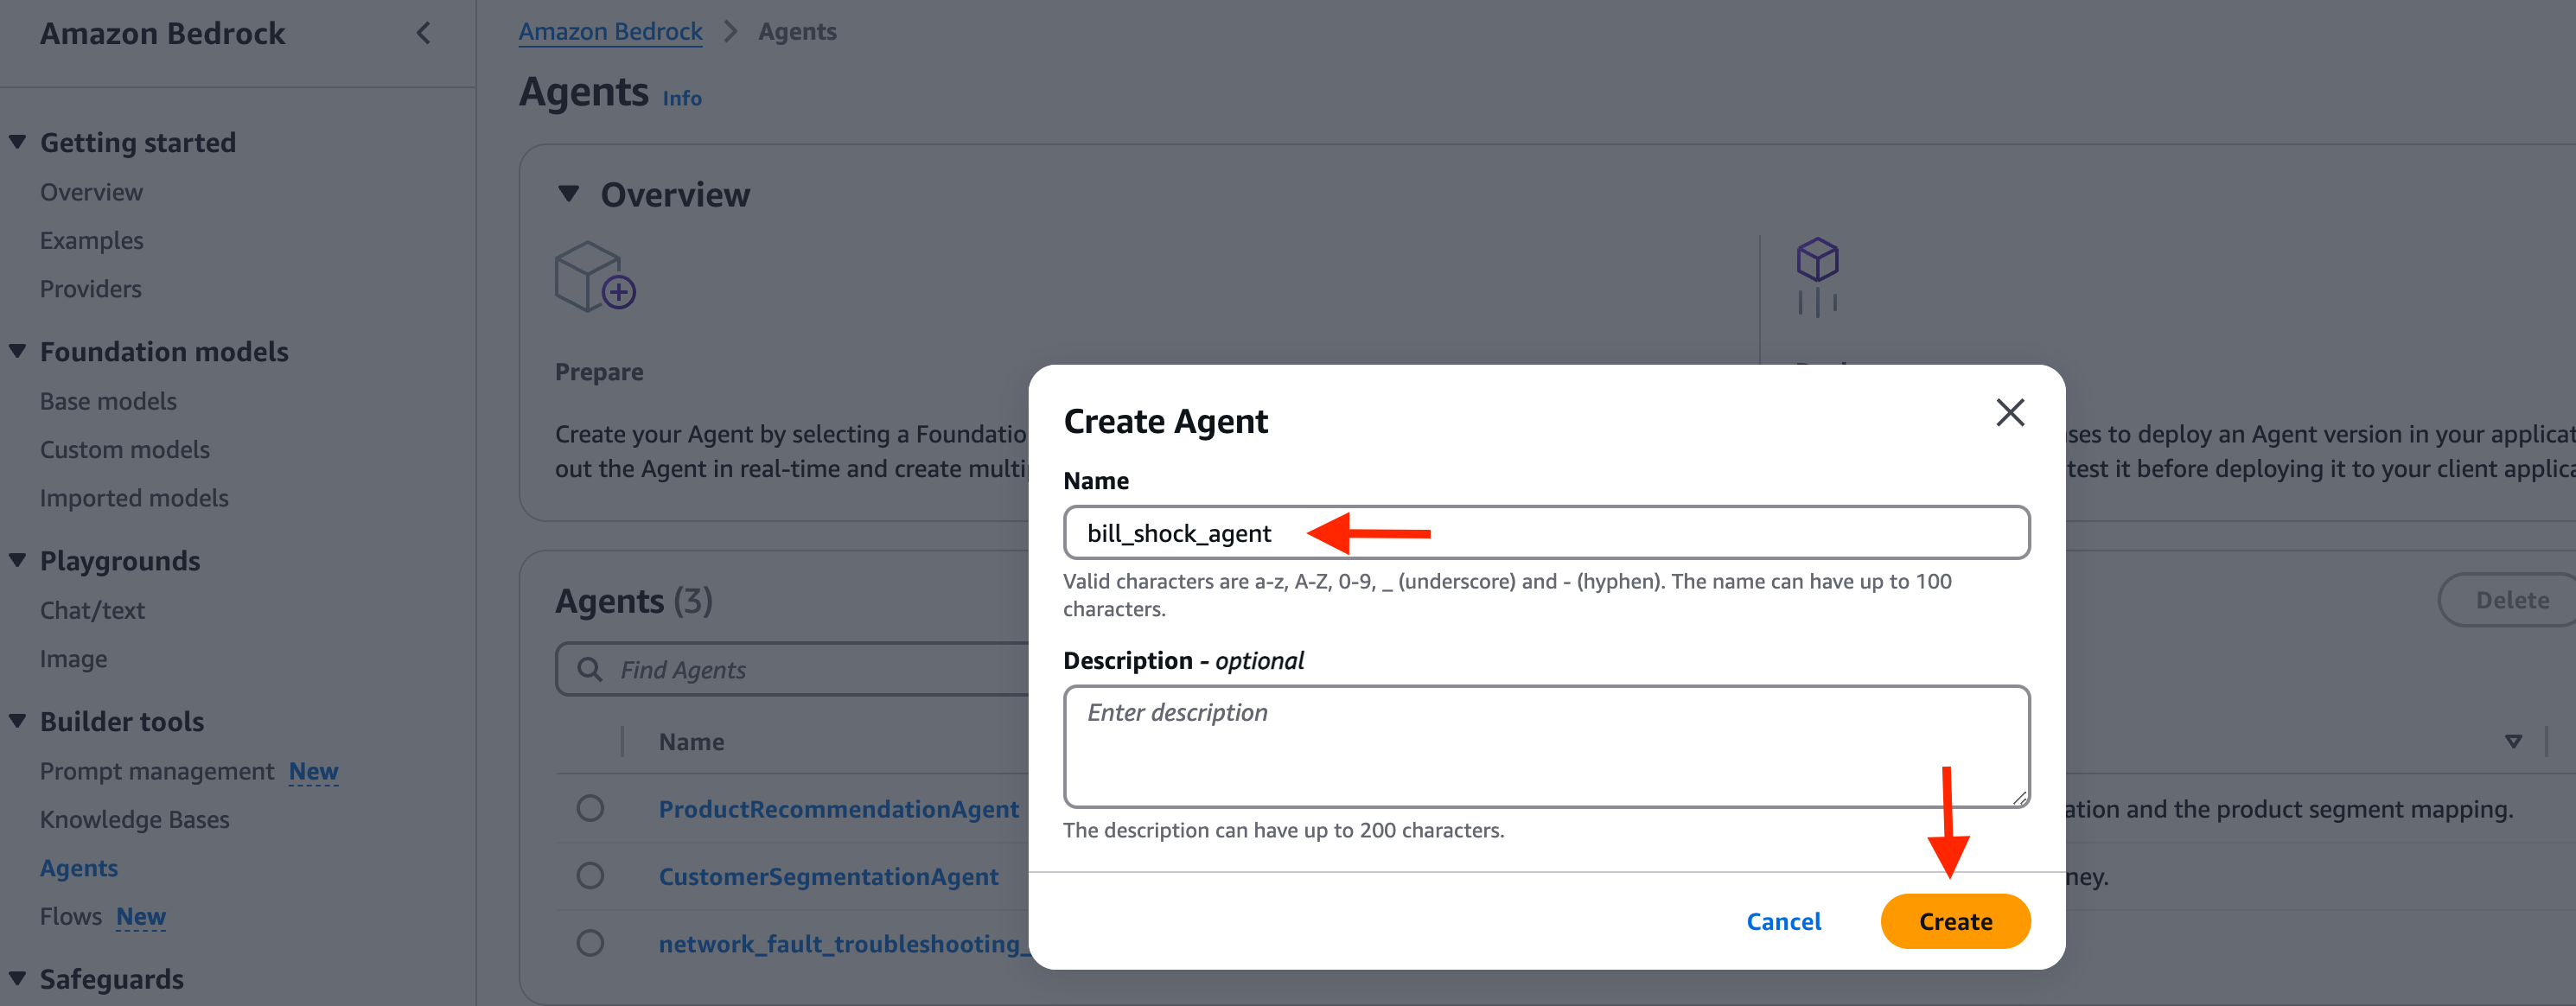 Amazon Bedrock
Getting started
Overview
Examples
Providers
Foundation models
Base models
Custom models
Imported models
Playgrounds
Chat/text
Image
Builder tools
Prompt management New
Knowledge Bases
Agents
Flows New
Safeguards
Amazon Bedrock > Agents
Agents Info
Overview
Prepare
Create your Agent by selecting a Foundatio
out the Agent in real-time and create multi
ses to deploy an Agent version in your applicat
test it before deploying it to your client applica
Agents (3)
Delete
Find Agents
Name
ProductRecommendationAgent
ation and the product segment mapping.
CustomerSegmentationAgent
ney.
network_fault_troubleshooting_
Create Agent
Name
bill_shock_agent
Valid characters are a-z, A-Z, 0-9, _ (underscore) and - (hyphen). The name can have up to 100
characters.
Description - optional
Enter description
The description can have up to 200 characters.
Cancel
Create